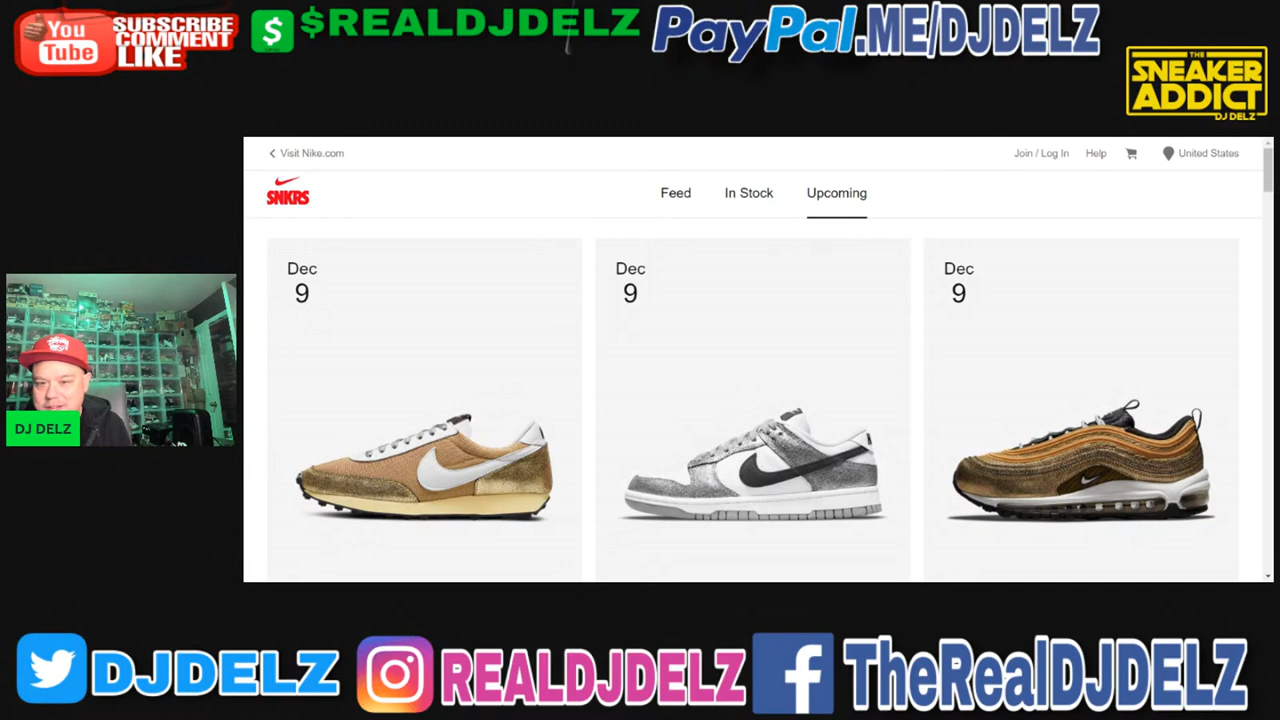 You Tube
SUBSCRIBE
COMMENT
LIKE
$ $REALDJDELZ
PayPal.ME/DJDELZ
THE
SNEAKER
ADDICT
DJ DELZ
Visit Nike.com
Join / Log In
Help
United States
SNKRS
Feed
In Stock
Upcoming
Dec
9
Dec
9
Dec
9
DJ DELZ
DJDELZ
REALDJDELZ
f TheRealDJDELZ